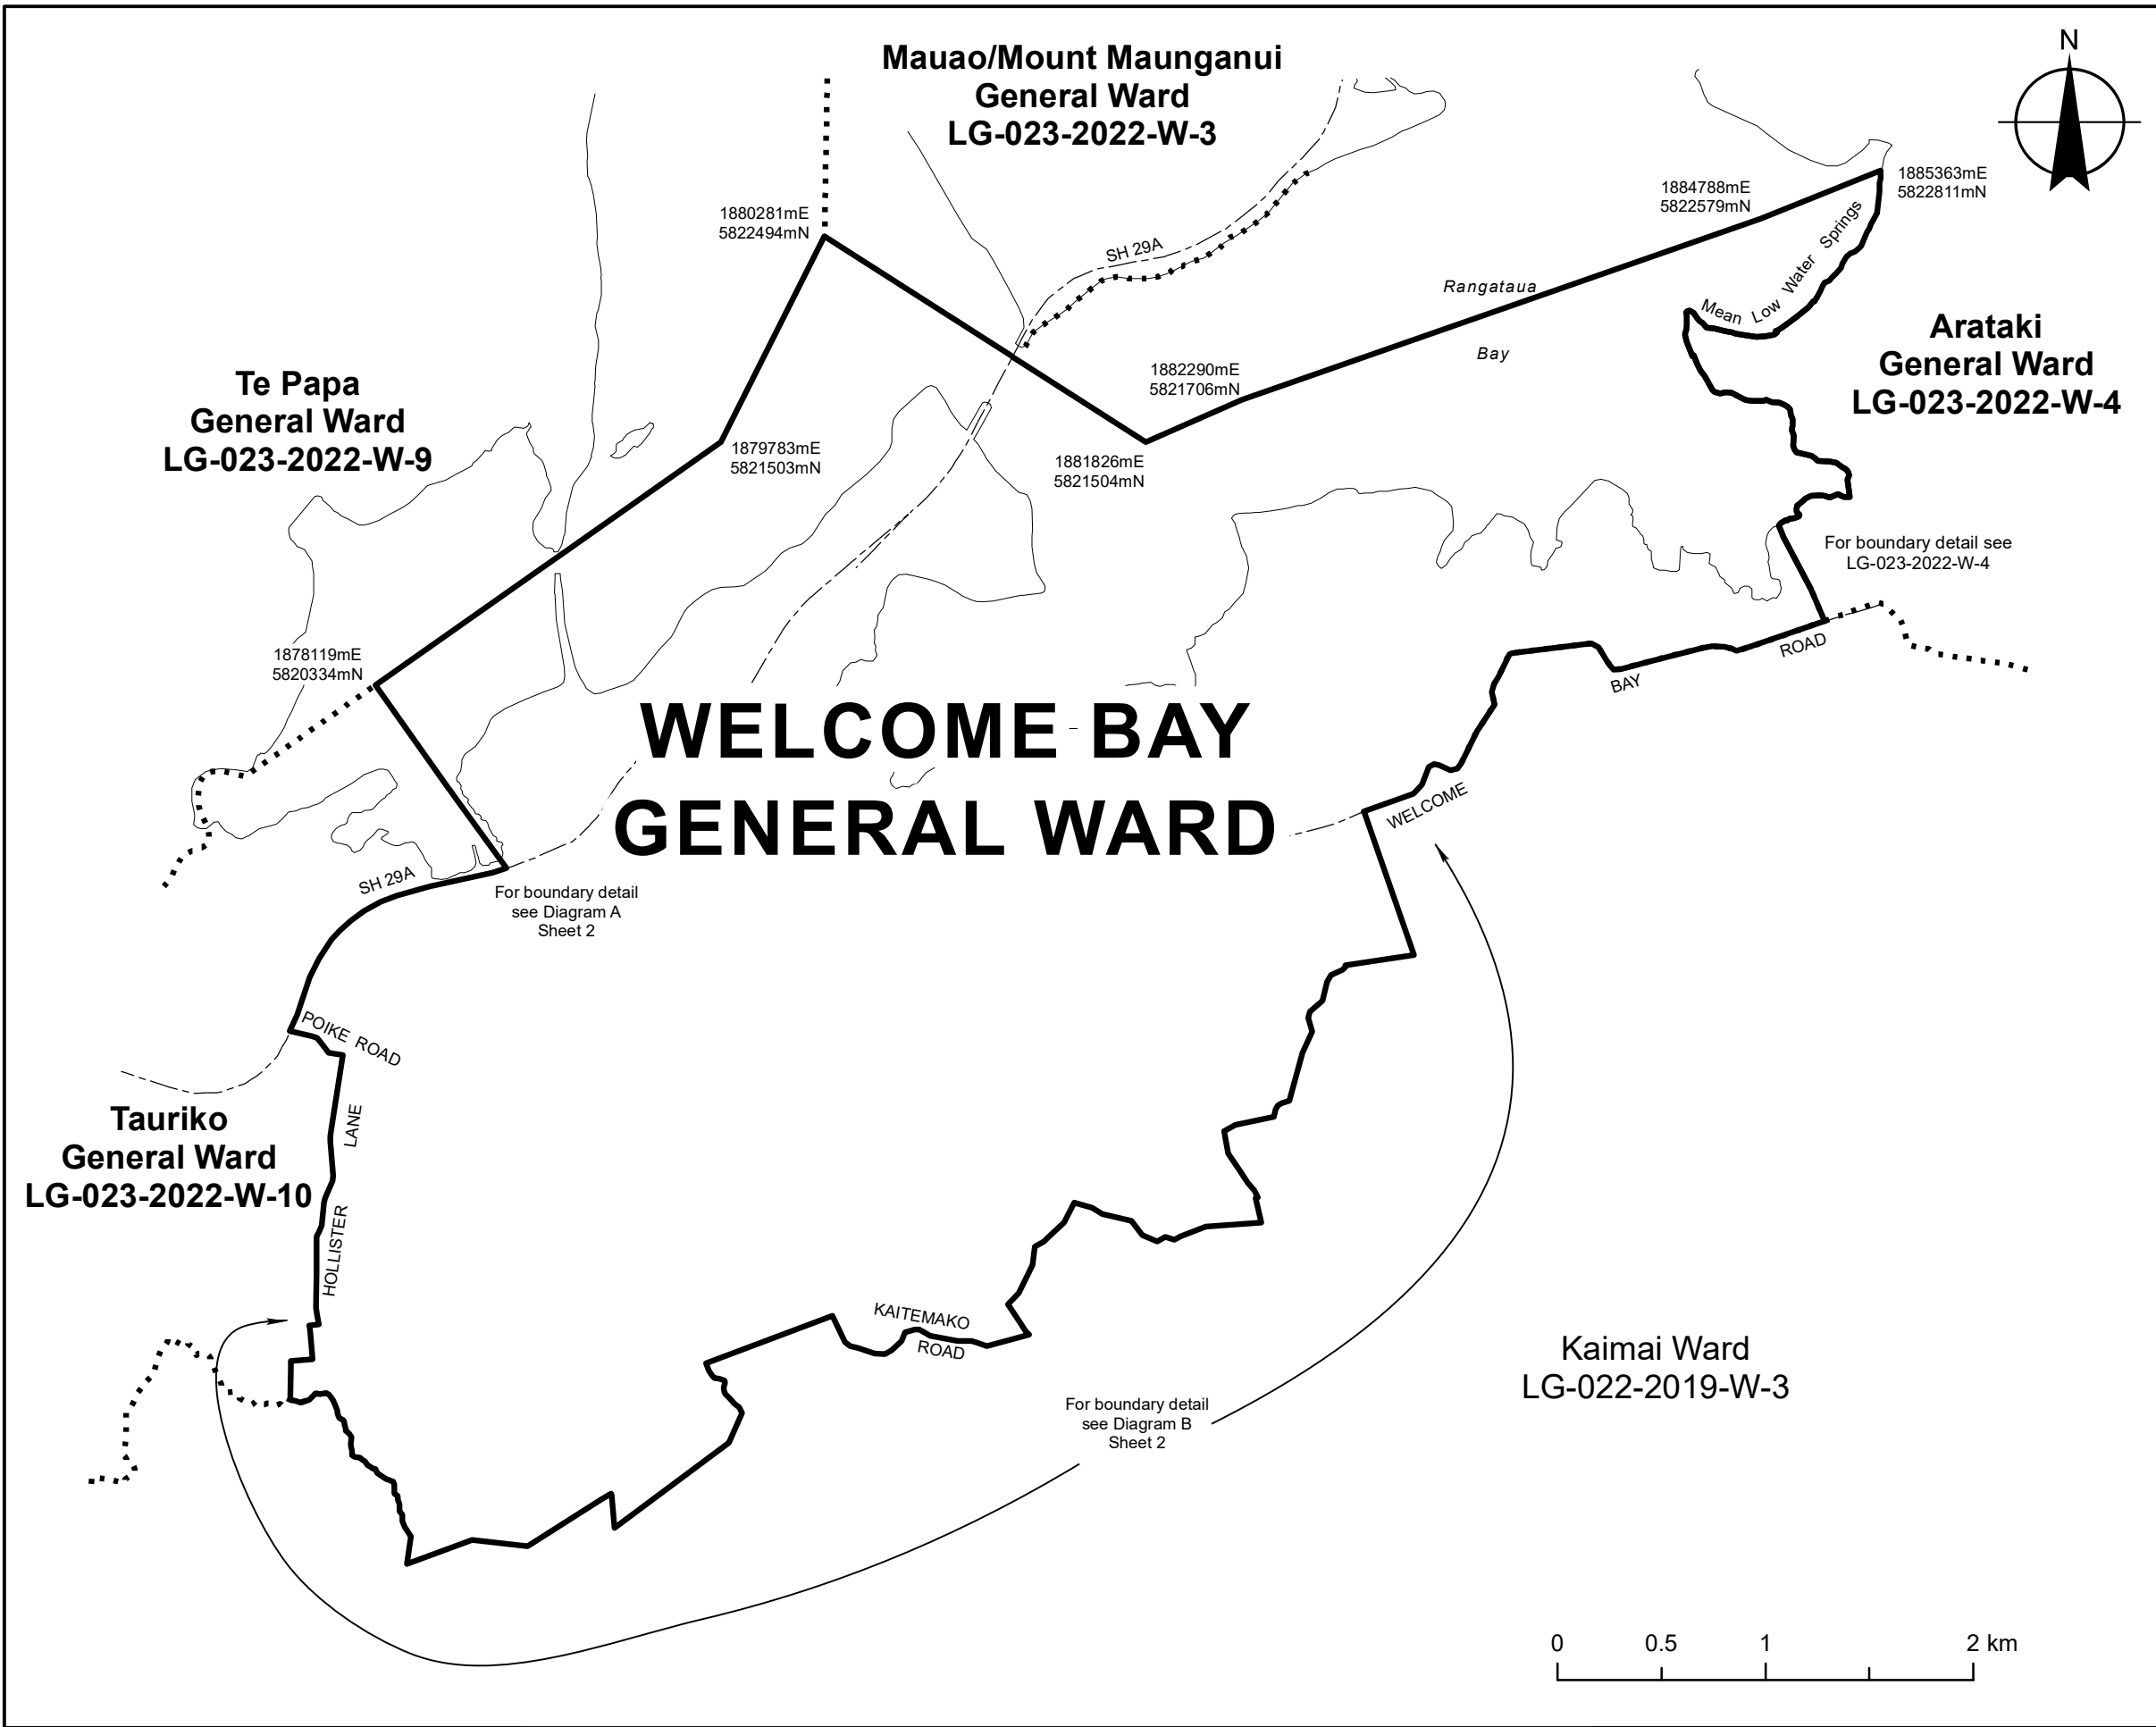 N
Mauao/Mount Maunganui
General Ward
LG-023-2022-W-3
1880281mE
5822494mN
SH 29A
1884788mE
5822579mN
1885363mE
5822811mN
Rangataua
Bay
Mean Low Water Springs
Arataki
General Ward
LG-023-2022-W-4
Te Papa
General Ward
LG-023-2022-W-9
1882290mE
5821706mN
1879783mE
5821503mN
1881826mE
5821504mN
For boundary detail see
LG-023-2022-W-4
1878119mE
5820334mN
WELCOME BAY
GENERAL WARD
WELCOME BAY ROAD
SH 29A
For boundary detail
see Diagram A
Sheet 2
POIKE ROAD
Tauriko
General Ward
LG-023-2022-W-10
HOLLISTER LANE
KAITEMAKO
ROAD
Kaimai Ward
LG-022-2019-W-3
For boundary detail
see Diagram B
Sheet 2
0 0.5 1 2 km